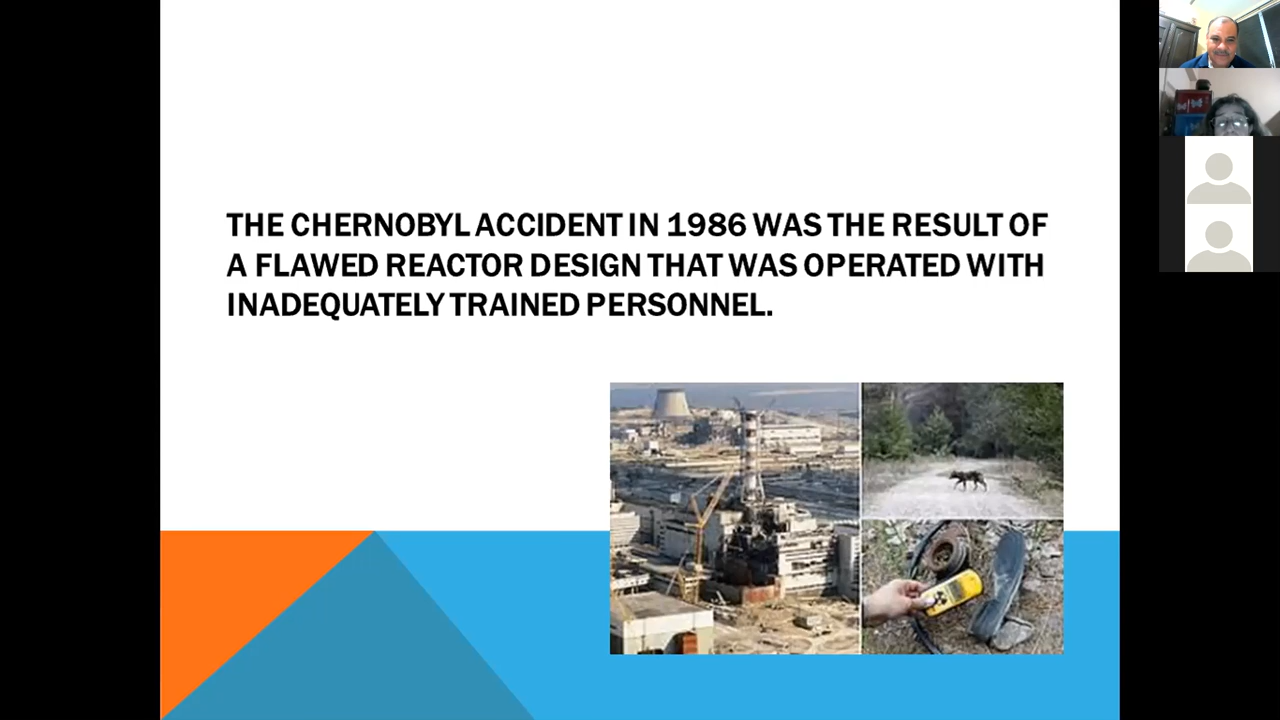 THE CHERNOBYL ACCIDENT IN 1986 WAS THE RESULT OF
A FLAWED REACTOR DESIGN THAT WAS OPERATED WITH
INADEQUATELY TRAINED PERSONNEL.